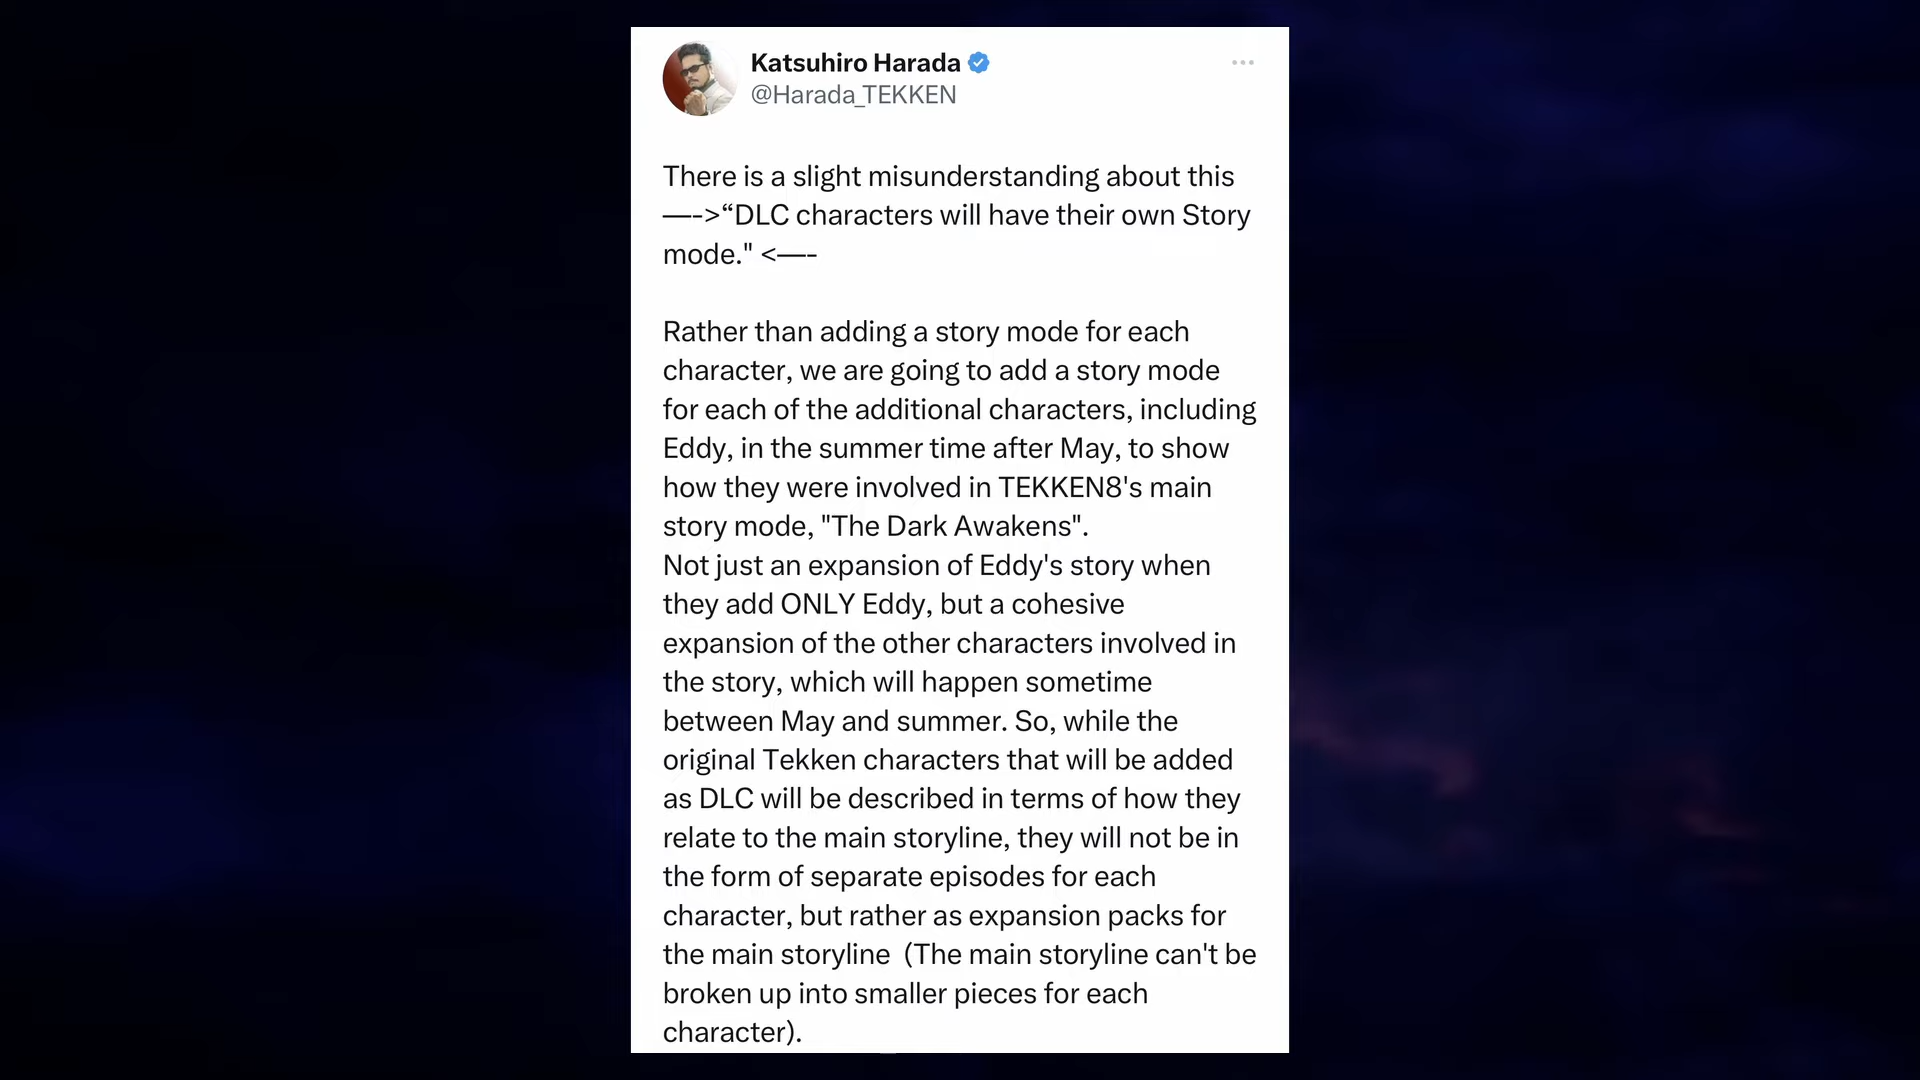 Katsuhiro Harada
@Harada_TEKKEN
There is a slight misunderstanding about this
—->“DLC characters will have their own Story
mode." <—-
Rather than adding a story mode for each
character, we are going to add a story mode
for each of the additional characters, including
Eddy, in the summer time after May, to show
how they were involved in TEKKEN8's main
story mode, "The Dark Awakens".
Not just an expansion of Eddy's story when
they add ONLY Eddy, but a cohesive
expansion of the other characters involved in
the story, which will happen sometime
between May and summer. So, while the
original Tekken characters that will be added
as DLC will be described in terms of how they
relate to the main storyline, they will not be in
the form of separate episodes for each
character, but rather as expansion packs for
the main storyline  (The main storyline can't be
broken up into smaller pieces for each
character).